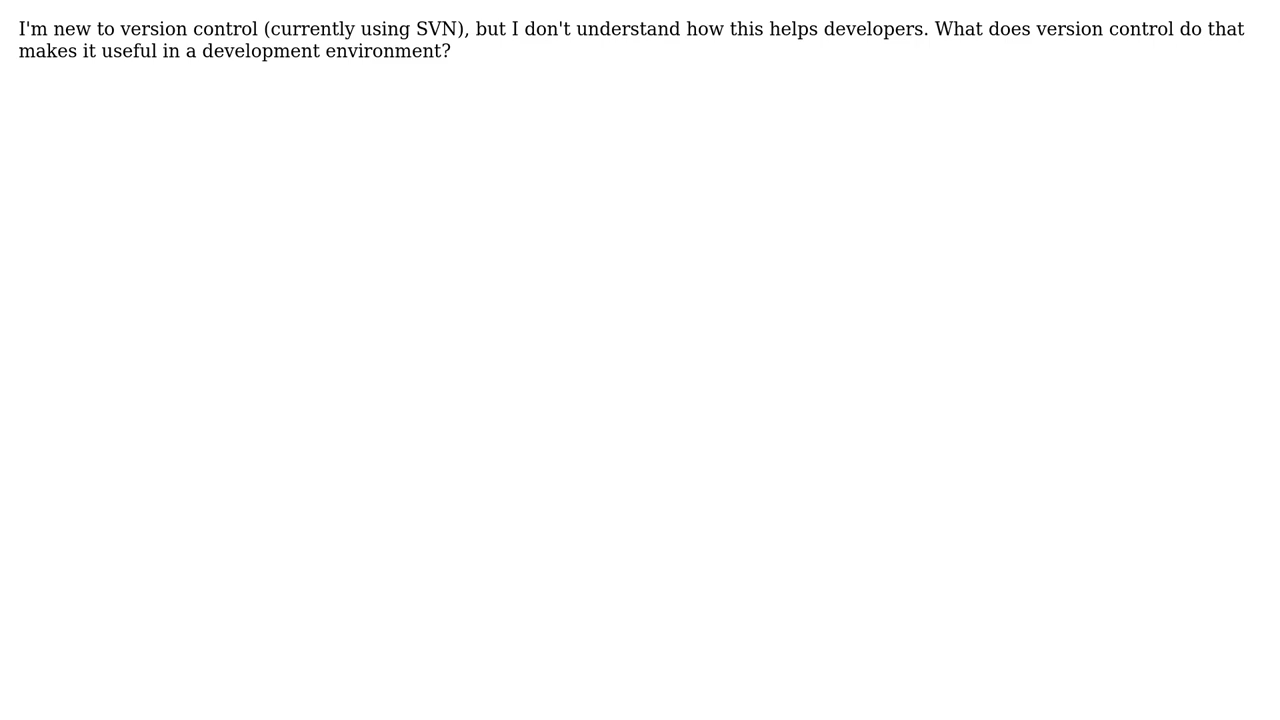 I'm new to version control (currently using SVN), but I don't understand how this helps developers. What does version control do that
makes it useful in a development environment?